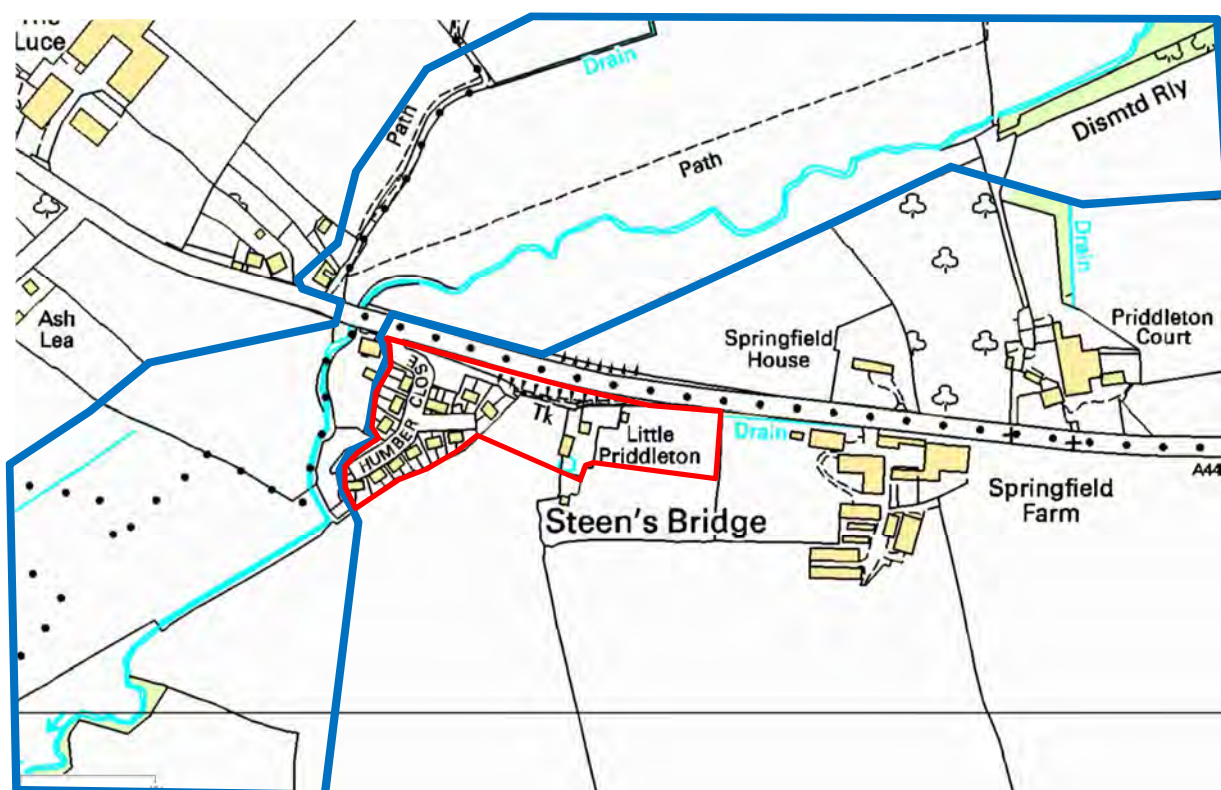 The
Luce
Drain
Path
Dismtd Rly
Path
Drain
Ash
Lea
Springfield
House
Priddleton
Court
HUMBER CLOSE
Tk
Little
Priddleton
Drain
A44
Springfield
Farm
Steen's Bridge